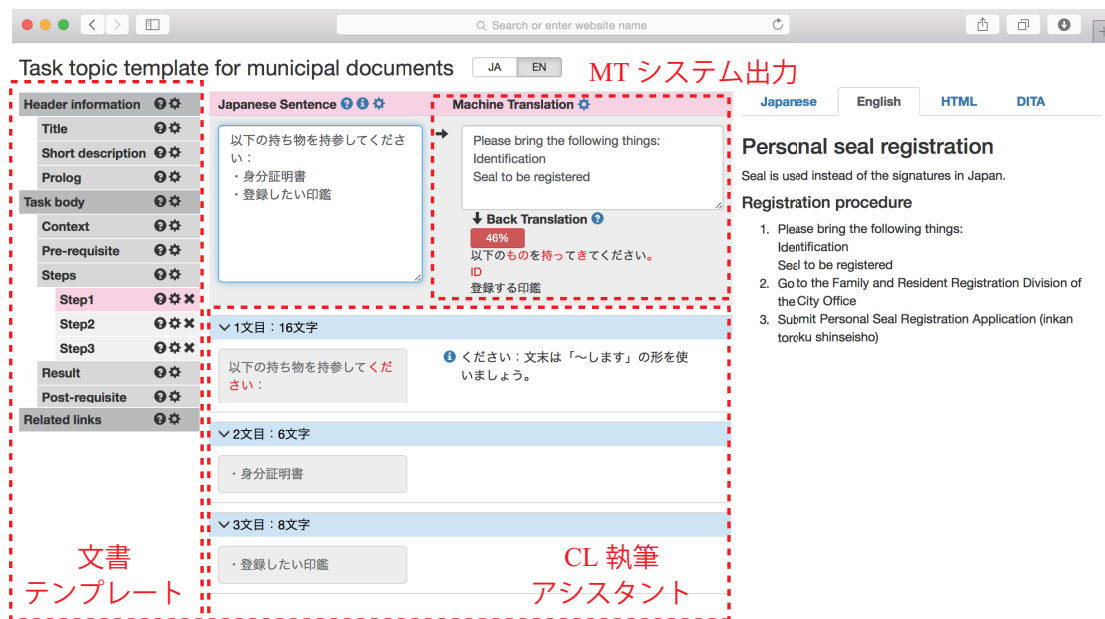 Search or enter website name
Task topic template for municipal documents
JA EN
MT システム出力
Header information
Title
Short description
Prolog
Task body
Context
Pre-requisite
Steps
Step1
Step2
Step3
Result
Post-requisite
Related links
文書
テンプレート
Japanese Sentence
以下の持ち物を持参してくださ
い：
・身分証明書
・登録したい印鑑
Machine Translation
Please bring the following things:
Identification
Seal to be registered
Back Translation
46%
以下のものを持ってきてください。
ID
登録する印鑑
1文目：16文字
以下の持ち物を持参してくだ
さい：
ください：文末は「〜します」の形を使
いましょう。
2文目：6文字
・身分証明書
3文目：8文字
・登録したい印鑑
CL 執筆
アシスタント
Japanese English HTML DITA
Personal seal registration
Seal is used instead of the signatures in Japan.
Registration procedure
1. Please bring the following things:
Identification
Seal to be registered
2. Go to the Family and Resident Registration Division of
the City Office
3. Submit Personal Seal Registration Application (inkan
toroku shinseisho)